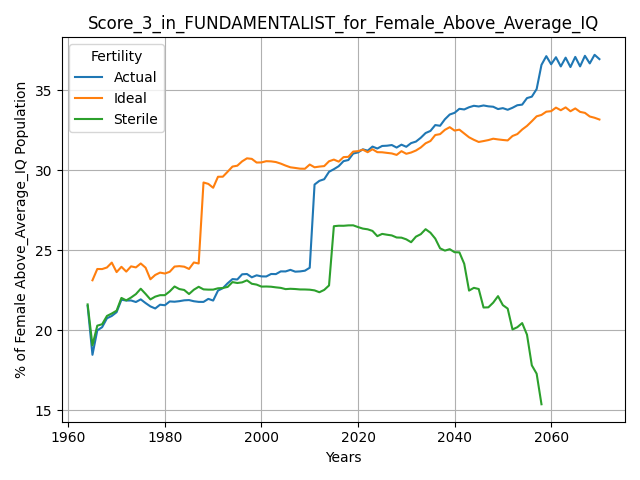 Score_3_in_FUNDAMENTALIST_for_Female_Above_Average_IQ
Fertility
Actual
Ideal
Sterile
% of Female Above_Average_IQ Population
35
30
25
20
15
1960
1980
2000
2020
2040
2060
Years